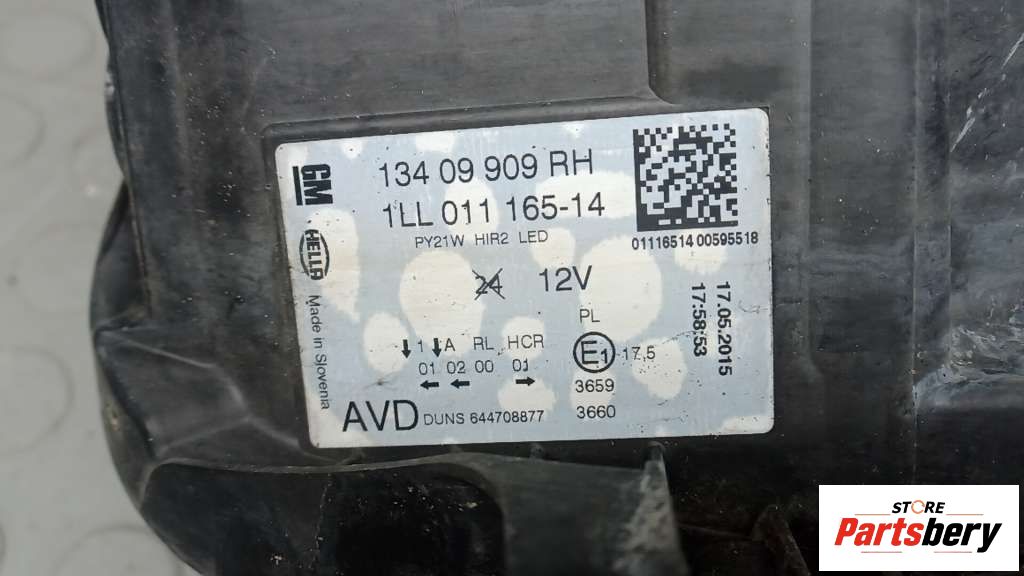 GM
13409 909 RH
1LL 011 165-14
PY21W HIR2 LED
01116514 00595518
HELLA
Made in Slovenia
24 12V
PL
17.05.2015
17:58:53
1 A RL HCR
01 02 00 01
E1 17,5
3659
3660
AVD DUNS 644708877
STORE
Partsbery